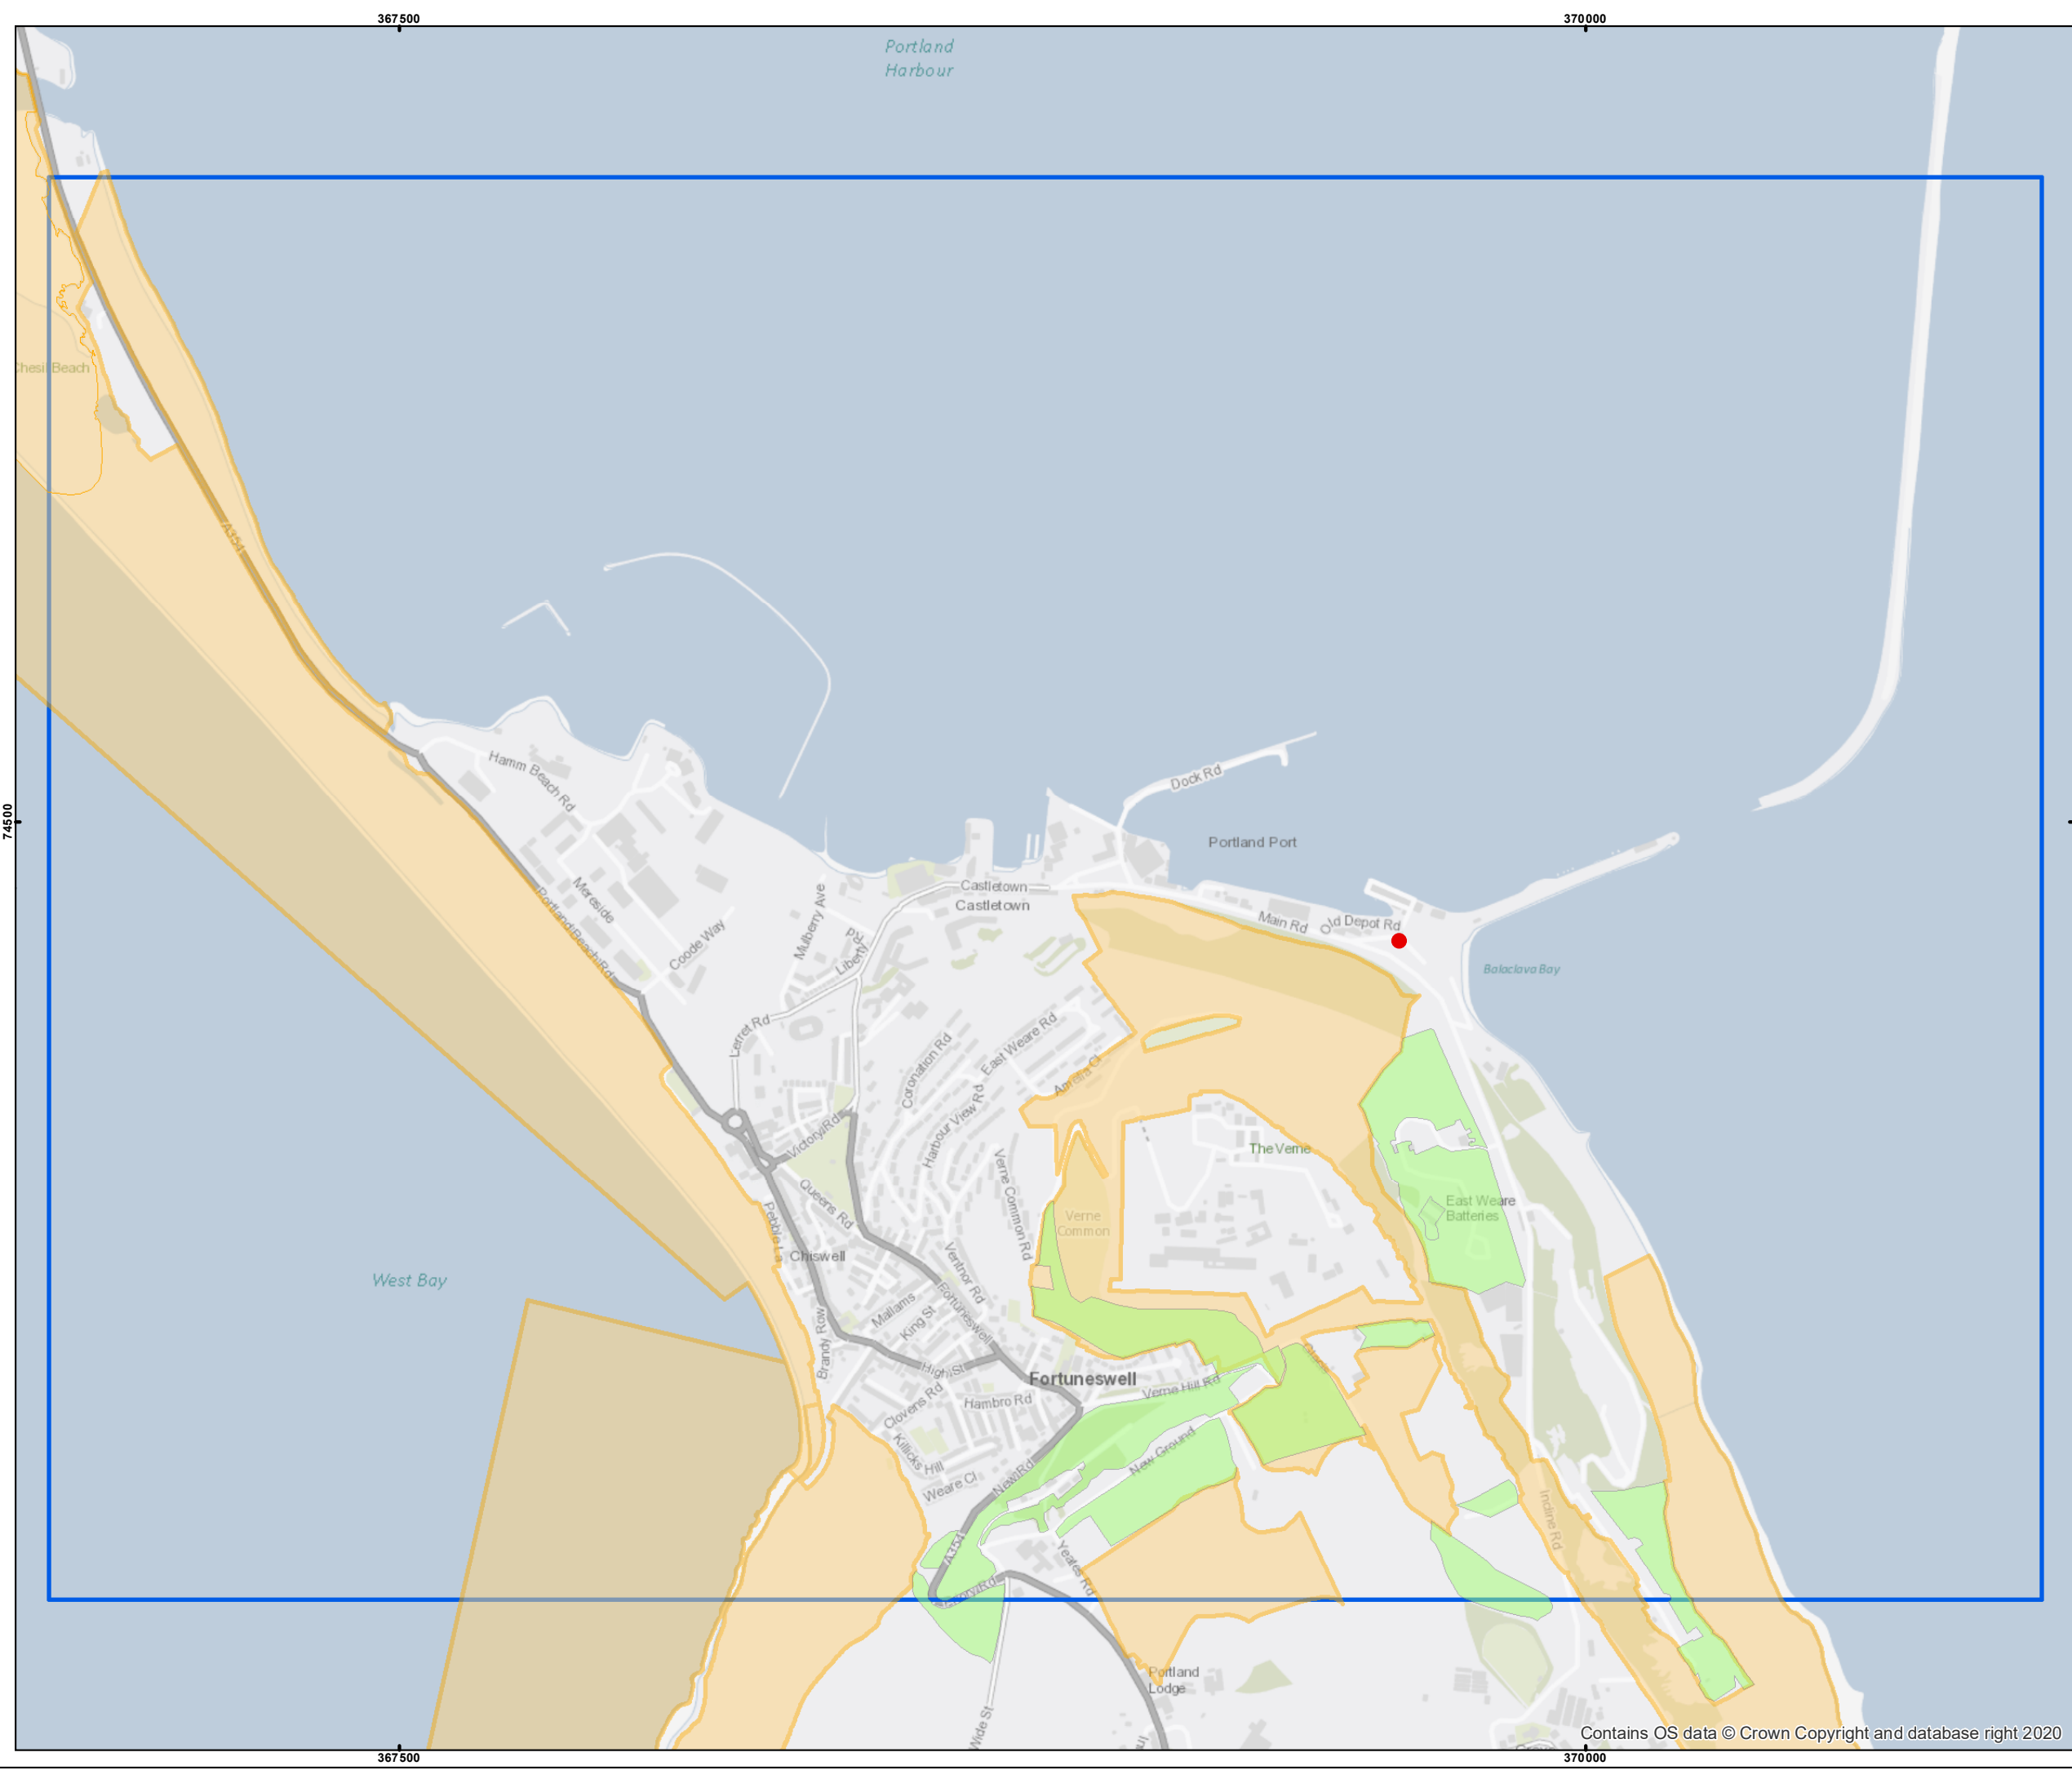 367500
370000
Portland
Harbour
Chesil Beach
A354
74500
Hamm Beach Rd
Dock Rd
Portland Port
Mereside
Portland Beach Rd
Coode Way
Mulberry Ave
Castletown
Castletown
Main Rd
Old Depot Rd
Liberty
Rd
Balaclava Bay
Lerret Rd
Coronation Rd
East Weare Rd
Amelia Cl
Harbour View Rd
Victory Rd
The Verne
Queens Rd
Verne Common Rd
Verne
Common
East Weare
Batteries
Pebble La
Chiswell
Ventnor Rd
West Bay
Mallams
King St
Fortuneswell
Brandy Row
High St
Fortuneswell
Verne Hill Rd
Clovens Rd
Hambro Rd
Killicks Hill
Weare Cl
New Rd
New Ground
Incline Rd
A354
Yeates Rd
Portland
Lodge
Wide St
Contains OS data © Crown Copyright and database right 2020
367500
370000